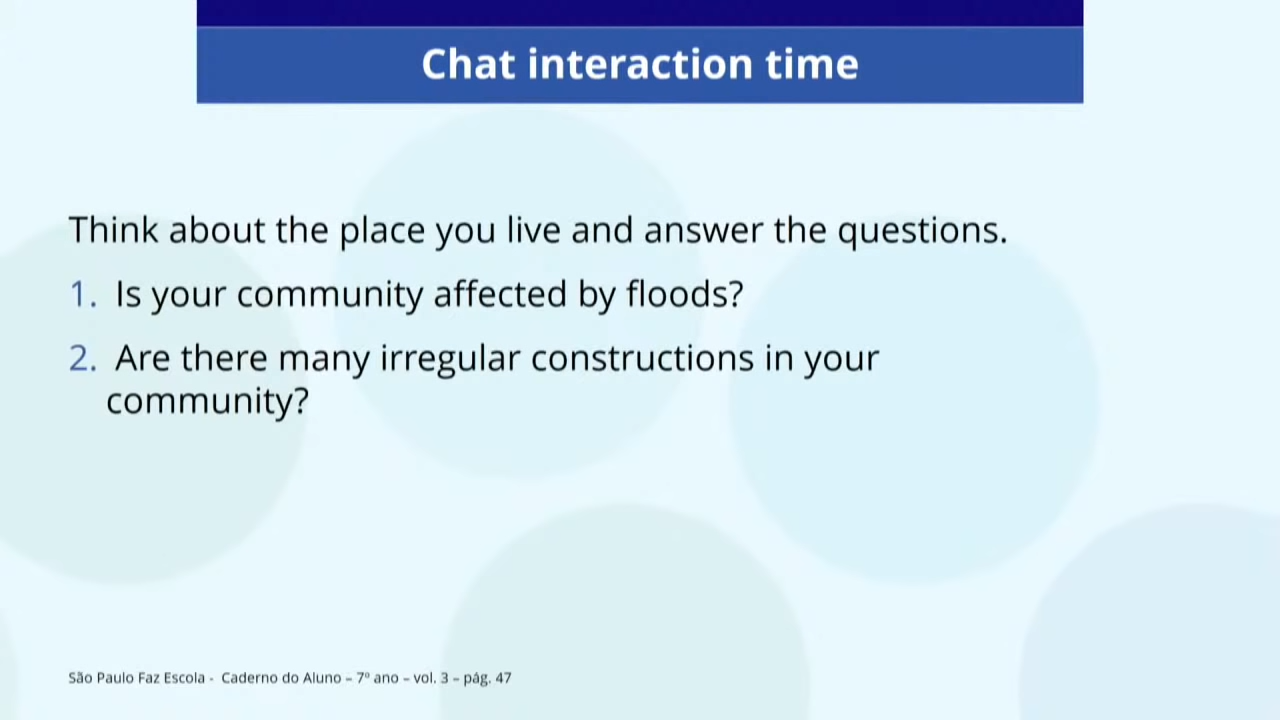 Chat interaction time
Think about the place you live and answer the questions.
1. Is your community affected by floods?
2. Are there many irregular constructions in your
community?
São Paulo Faz Escola - Caderno do Aluno – 7º ano – vol. 3 – pág. 47